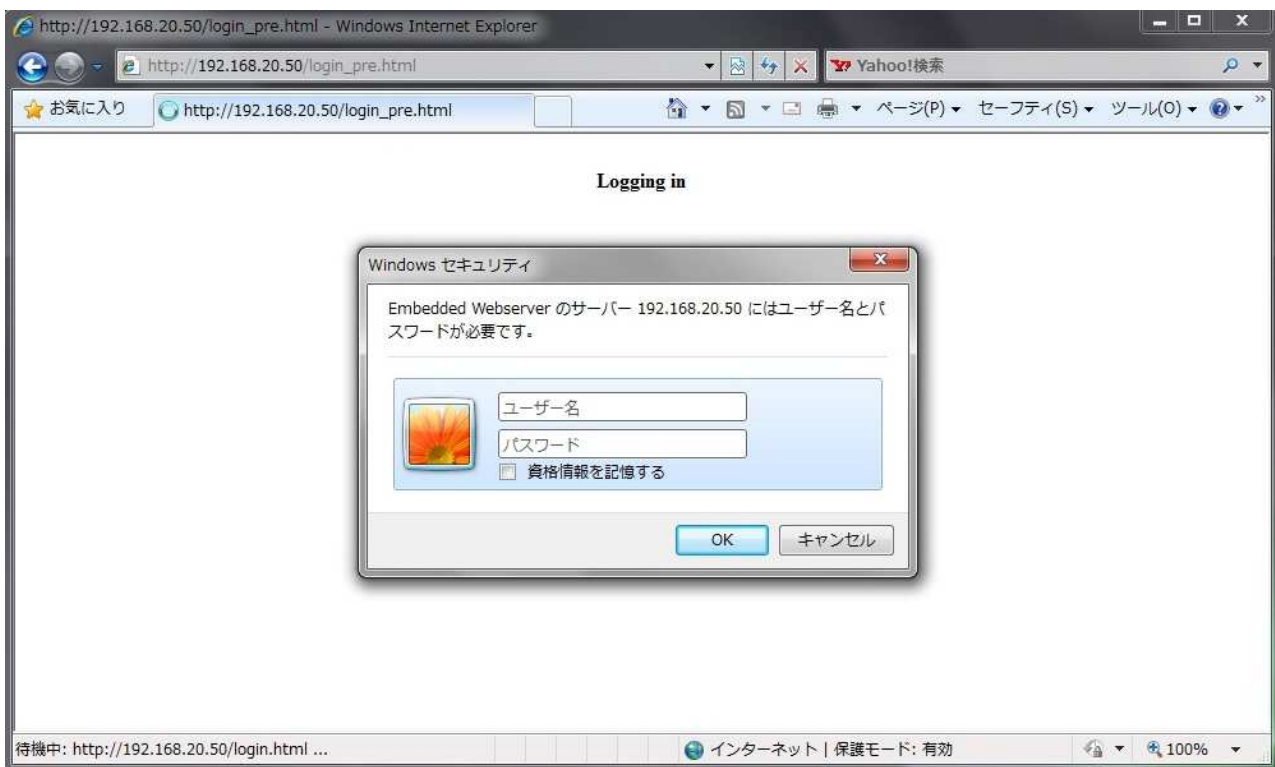 http://192.168.20.50/login_pre.html - Windows Internet Explorer
http://192.168.20.50/login_pre.html
Yahoo!検索
お気に入り
http://192.168.20.50/login_pre.html
ページ(P)
セーフティ(S)
ツール(O)
Logging in
Windows セキュリティ
Embedded Webserver のサーバー 192.168.20.50 にはユーザー名とパ
スワードが必要です。
ユーザー名
パスワード
資格情報を記憶する
OK
キャンセル
待機中: http://192.168.20.50/login.html ...
インターネット | 保護モード: 有効
100%